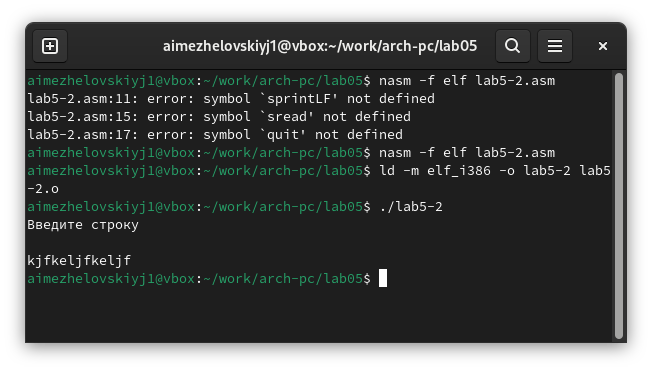 aimezhelovskiyj1@vbox:~/work/arch-pc/lab05
aimezhelovskiyj1@vbox:~/work/arch-pc/lab05$ nasm -f elf lab5-2.asm
lab5-2.asm:11: error: symbol `sprintLF' not defined
lab5-2.asm:15: error: symbol `sread' not defined
lab5-2.asm:17: error: symbol `quit' not defined
aimezhelovskiyj1@vbox:~/work/arch-pc/lab05$ nasm -f elf lab5-2.asm
aimezhelovskiyj1@vbox:~/work/arch-pc/lab05$ ld -m elf_i386 -o lab5-2 lab5
-2.o
aimezhelovskiyj1@vbox:~/work/arch-pc/lab05$ ./lab5-2
Введите строку
kjfkeljfkeljf
aimezhelovskiyj1@vbox:~/work/arch-pc/lab05$